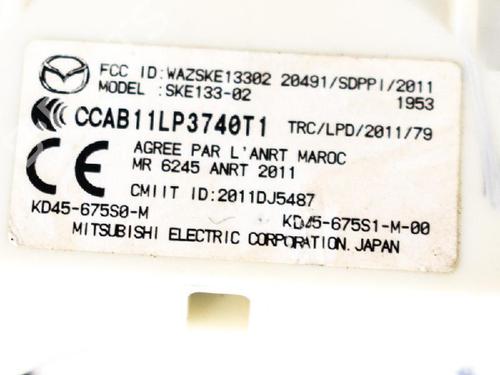 FCC ID:WAZSKE13302 20491/SDPPI/2011
MODEL :SKE133-02 1953
CCAB11LP3740T1 TRC/LPD/2011/79
AGREE PAR L'ANRT MAROC
MR 6245 ANRT 2011
CE
CMIIT ID:2011DJ5487
KD45-675S0-M KD45-675S1-M-00
MITSUBISHI ELECTRIC CORPORATION.JAPAN